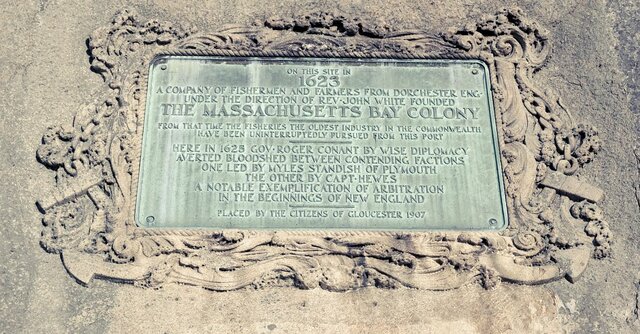 ON THIS SITE IN
1623
A COMPANY OF FISHERMEN AND FARMERS FROM DORCHESTER ENG·
UNDER THE DIRECTION OF REV·JOHN WHITE FOUNDED
THE MASSACHUSETTS BAY COLONY
FROM THAT TIME THE FISHERIES THE OLDEST INDUSTRY IN THE COMMONWEALTH
HAVE BEEN UNINTERRUPTEDLY PURSUED FROM THIS PORT
HERE IN 1625 GOV·ROGER CONANT BY WISE DIPLOMACY
AVERTED BLOODSHED BETWEEN CONTENDING FACTIONS
ONE LED BY MYLES STANDISH OF PLYMOUTH
THE OTHER BY CAPT·HEWES
A NOTABLE EXEMPLIFICATION OF ARBITRATION
IN THE BEGINNINGS OF NEW ENGLAND
PLACED BY THE CITIZENS OF GLOUCESTER 1907